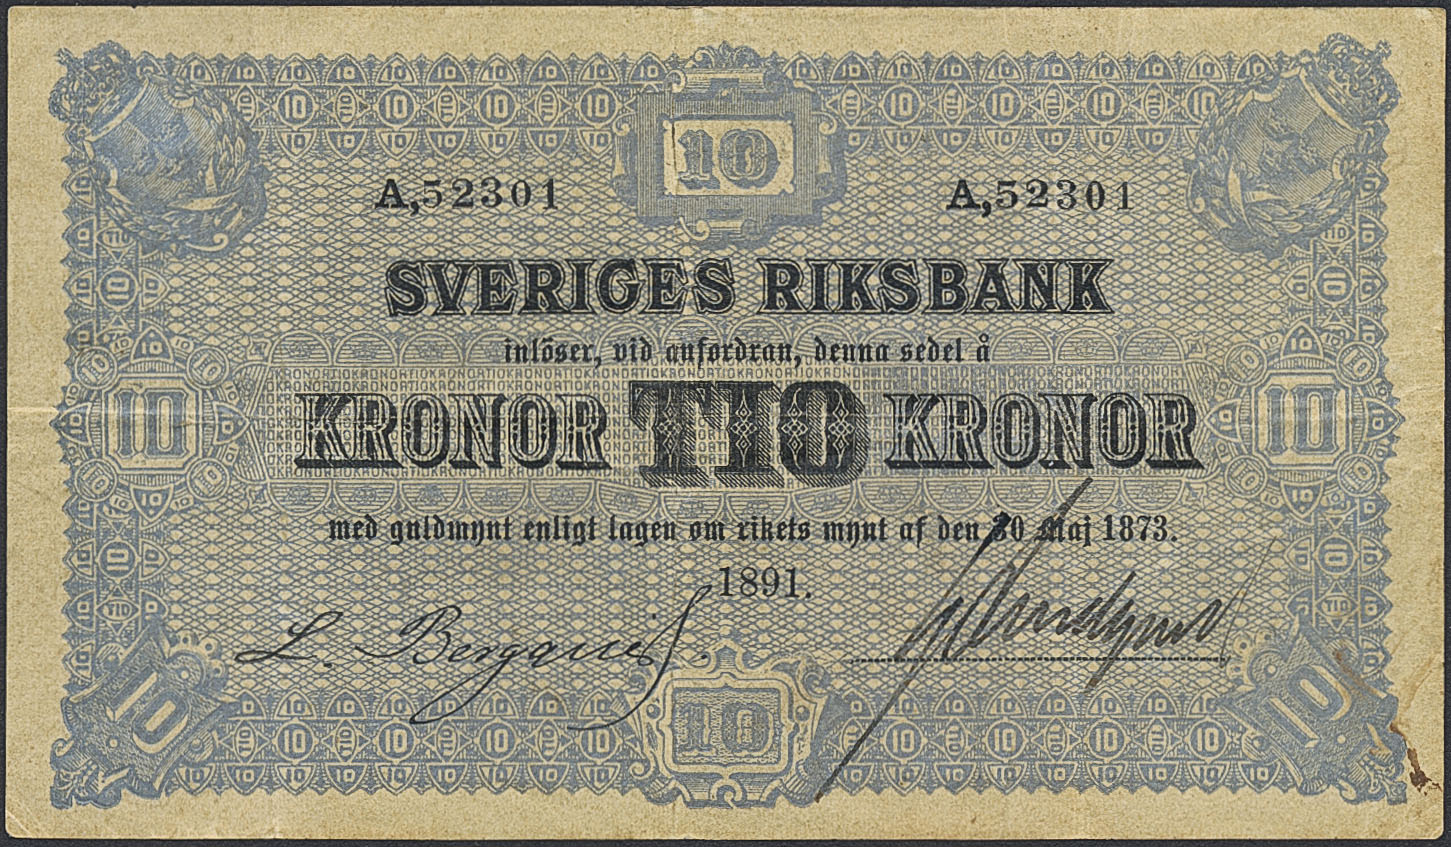 10
A,52301 A,52301
SVERIGES RIKSBANK
inlöser, vid anfordran, denna sedel å
10 KRONOR TIO KRONOR 10
med guldmynt enligt lagen om rikets mynt af den 30 Maj 1873.
1891.
L. Bergqvist.
10 10 10